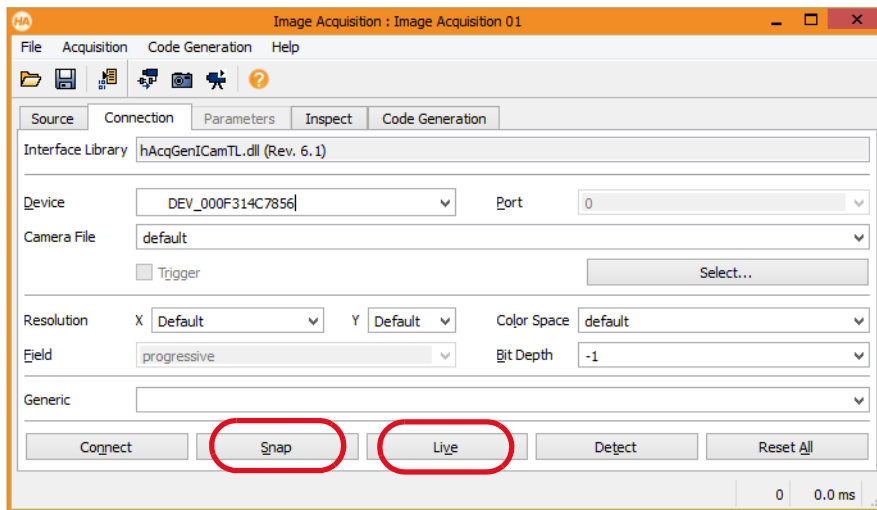 HA Image Acquisition : Image Acquisition 01
File Acquisition Code Generation Help
Source Connection Parameters Inspect Code Generation
Interface Library hAcqGenICamTL.dll (Rev. 6.1)
Device DEV_000F314C7856 Port 0
Camera File default
Trigger Select...
Resolution X Default Y Default Color Space default
Field progressive Bit Depth -1
Generic
Connect Snap Live Detect Reset All
0 0.0 ms